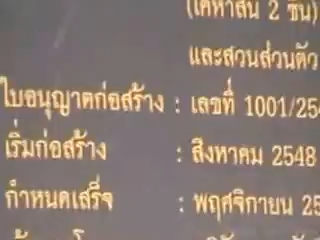 (เคหาสน์ 2 ชั้น)
และสวนส่วนตัว
ใบอนุญาตก่อสร้าง : เลขที่ 1001/254
เริ่มก่อสร้าง : สิงหาคม 2548
กำหนดเสร็จ : พฤศจิกายน 25